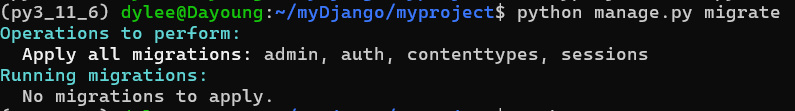 (py3_11_6) dylee@Dayoung:~/myDjango/myproject$ python manage.py migrate
Operations to perform:
  Apply all migrations: admin, auth, contenttypes, sessions
Running migrations:
  No migrations to apply.